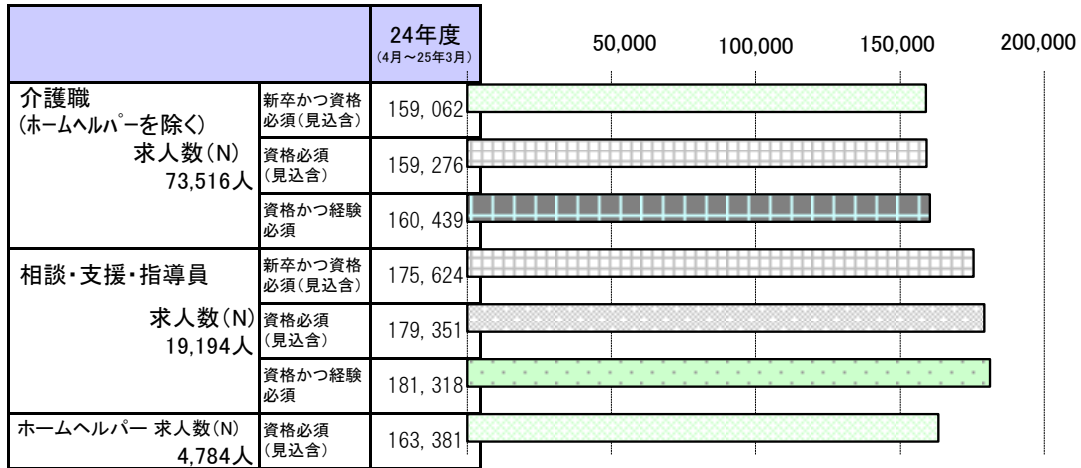 24年度
(4月～25年3月)
50,000
100,000
150,000
200,000
介護職
(ホームヘルパーを除く)
求人数(N)
73,516人
新卒かつ資格
必須(見込含)
159,062
資格必須
(見込含)
159,276
資格かつ経験
必須
160,439
相談・支援・指導員
求人数(N)
19,194人
新卒かつ資格
必須(見込含)
175,624
資格必須
(見込含)
179,351
資格かつ経験
必須
181,318
ホームヘルパー 求人数(N)
4,784人
資格必須
(見込含)
163,381